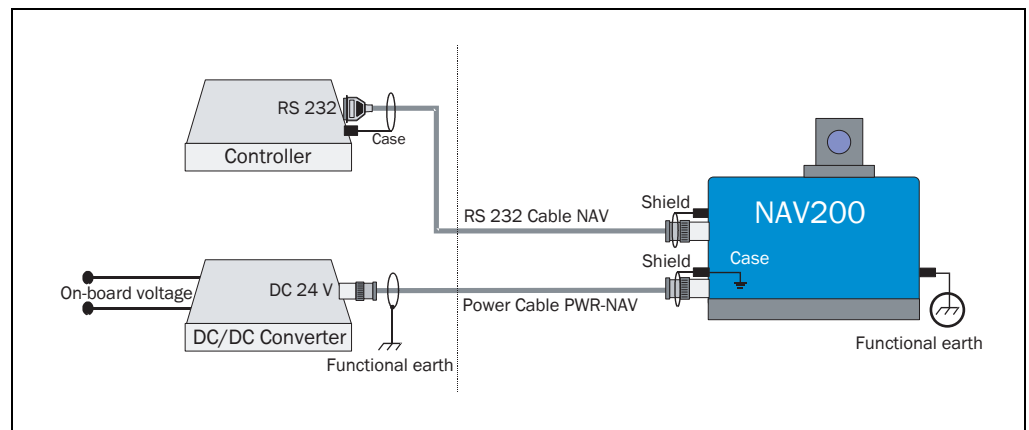 RS 232
Case
Controller
Shield
RS 232 Cable NAV
NAV200
Shield
Case
On-board voltage
DC 24 V
Power Cable PWR-NAV
DC/DC Converter
Functional earth
Functional earth